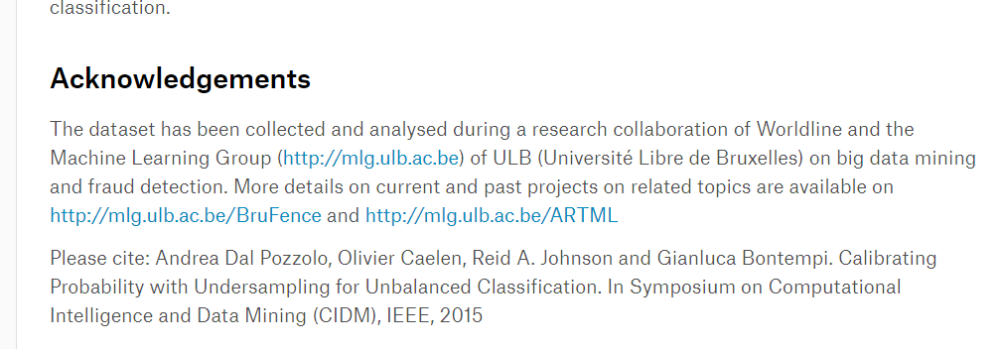 classification.
Acknowledgements
The dataset has been collected and analysed during a research collaboration of Worldline and the
Machine Learning Group (http://mlg.ulb.ac.be) of ULB (Université Libre de Bruxelles) on big data mining
and fraud detection. More details on current and past projects on related topics are available on
http://mlg.ulb.ac.be/BruFence and http://mlg.ulb.ac.be/ARTML
Please cite: Andrea Dal Pozzolo, Olivier Caelen, Reid A. Johnson and Gianluca Bontempi. Calibrating
Probability with Undersampling for Unbalanced Classification. In Symposium on Computational
Intelligence and Data Mining (CIDM), IEEE, 2015